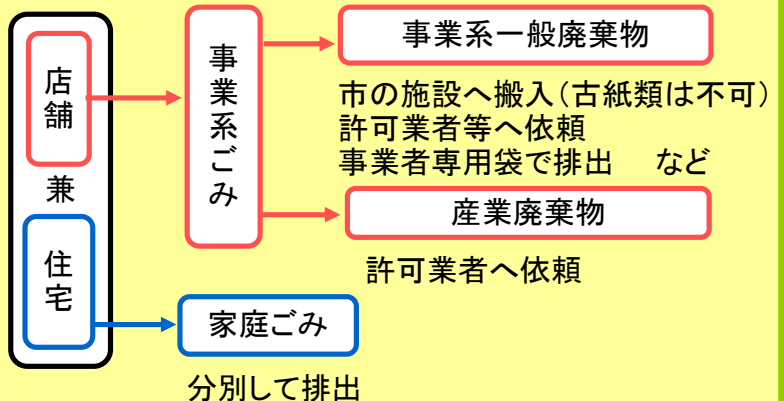 店舗
兼
住宅
事業系ごみ
事業系一般廃棄物
市の施設へ搬入（古紙類は不可）
許可業者等へ依頼
事業者専用袋で排出　など
産業廃棄物
許可業者へ依頼
家庭ごみ
分別して排出